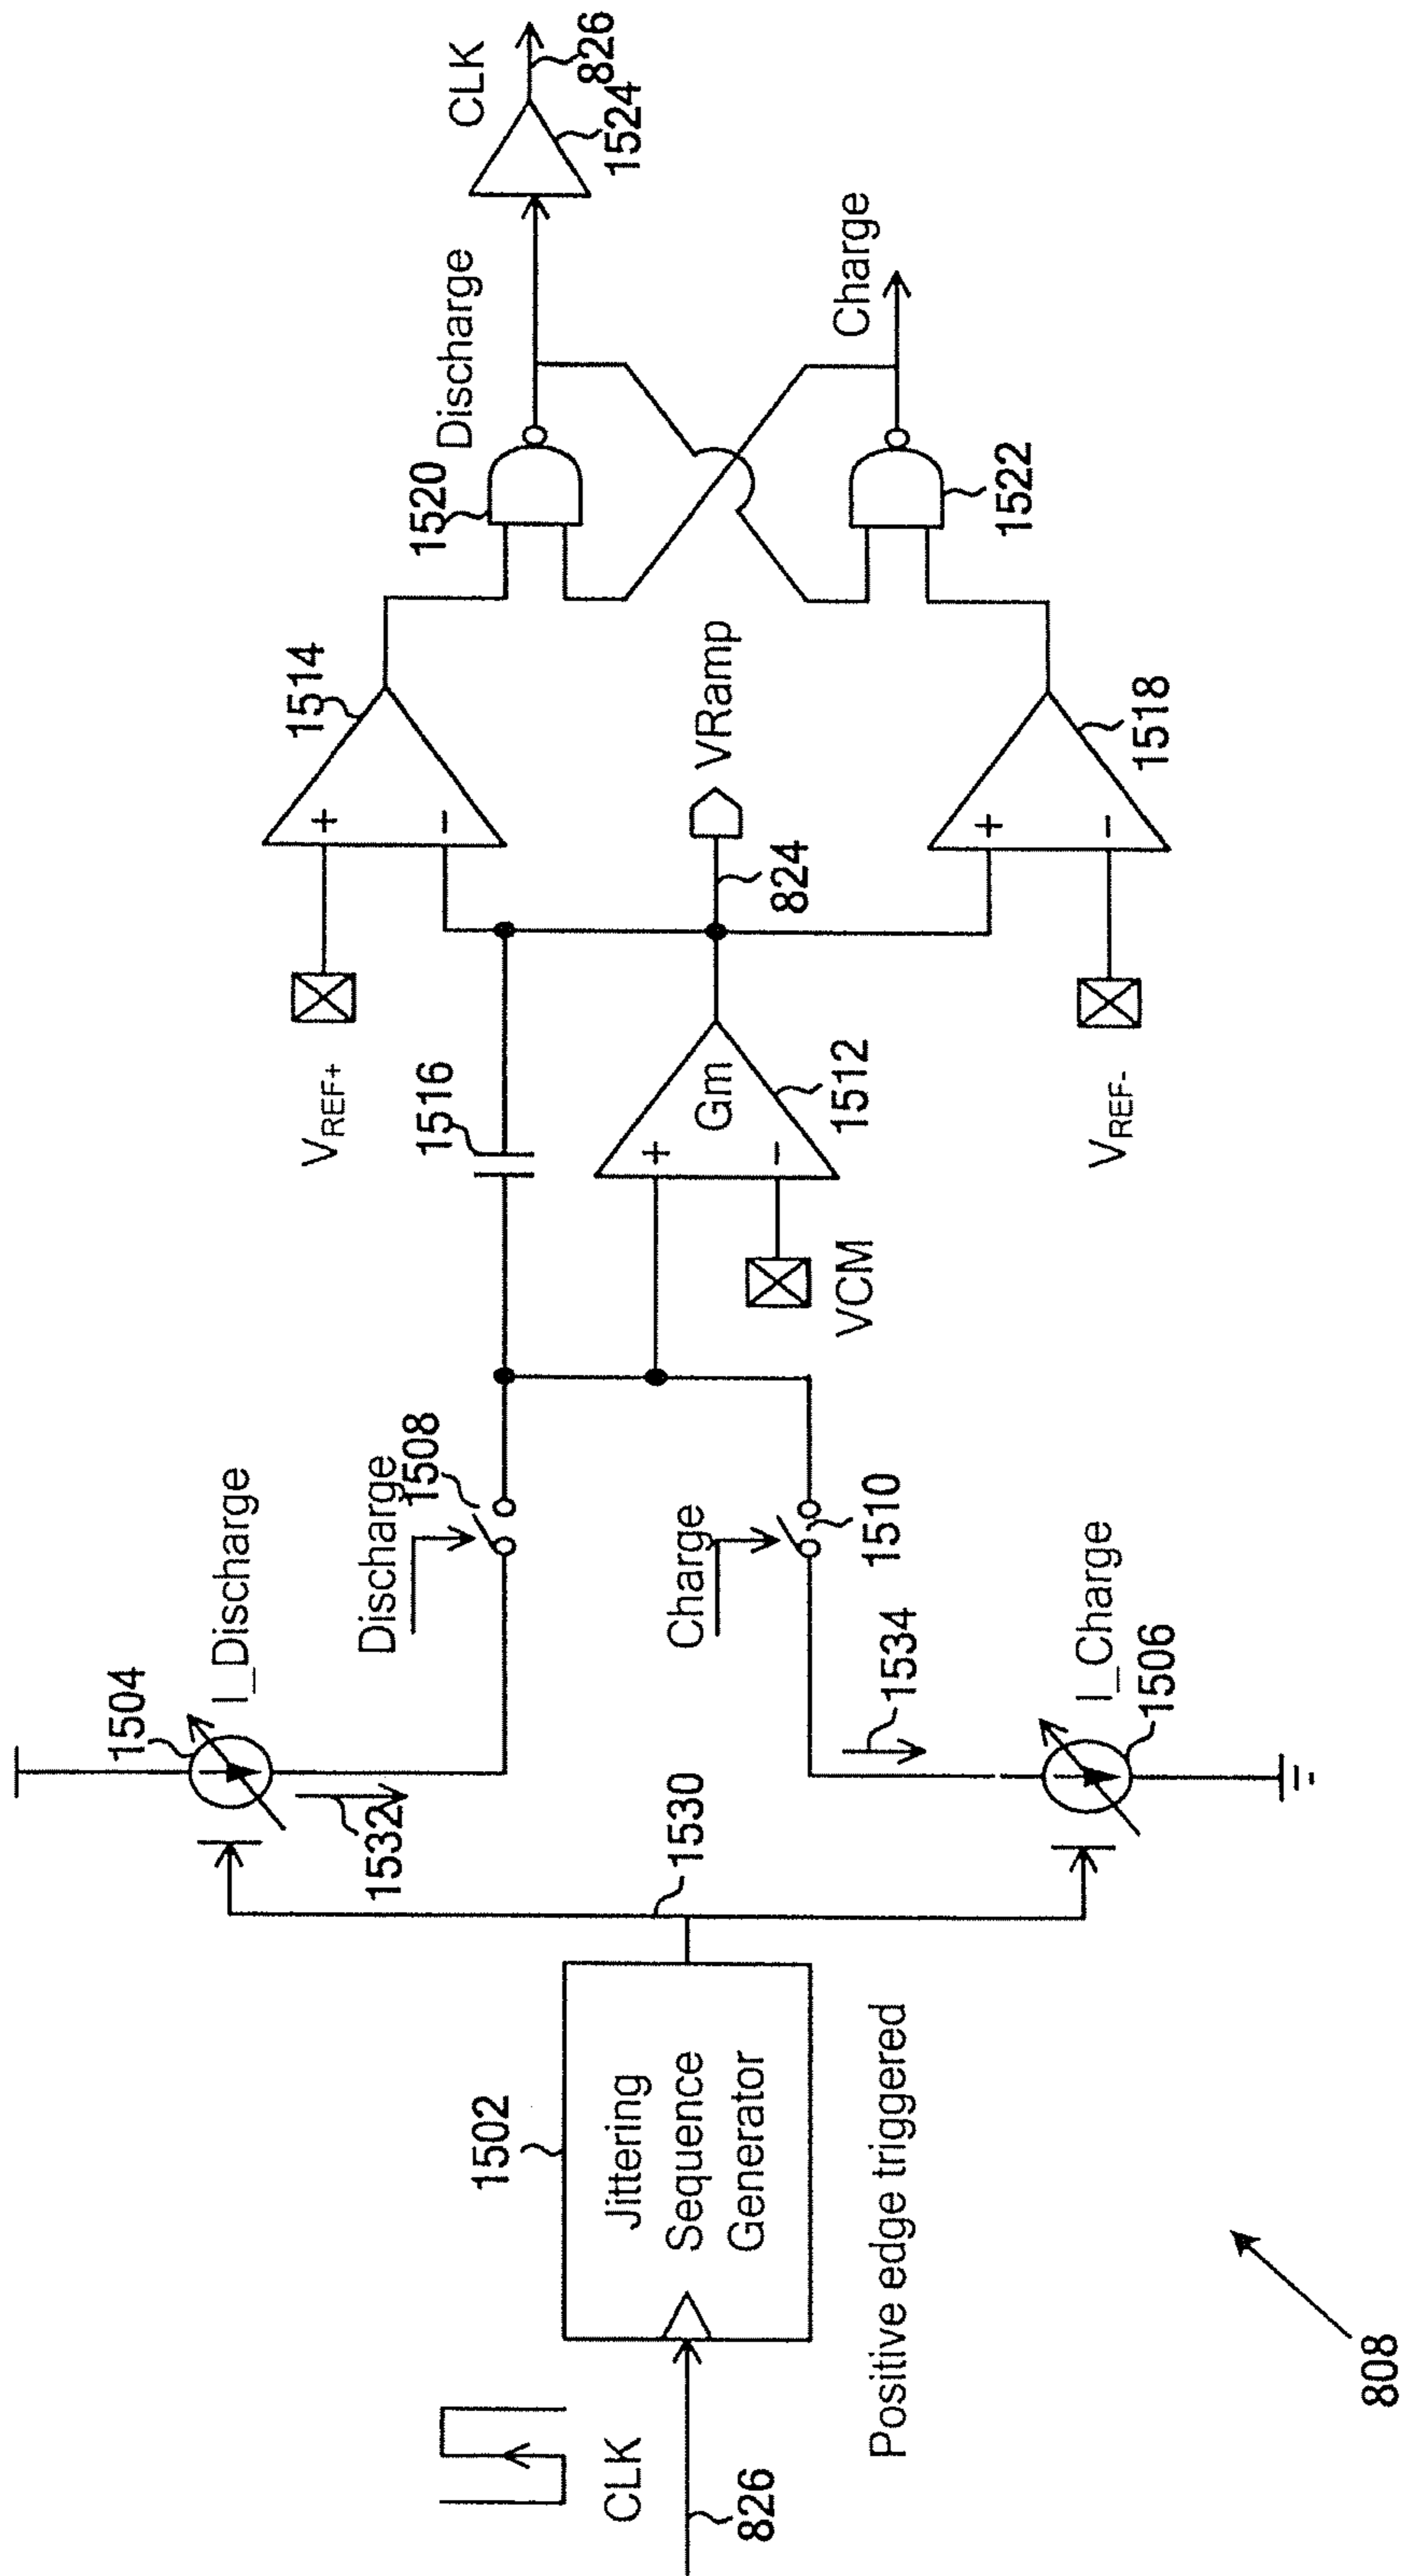 CLK
826
1524
Discharge
Charge
1520
1522
1514
+
-
VRamp
824
1518
+
-
VREF+
1516
Gm
+
-
1512
VCM
VREF-
I_Discharge
1504
1532
Discharge
1508
Charge
1510
1534
I_Charge
1506
1530
1502
Jittering
Sequence
Generator
Positive edge triggered
CLK
826
808